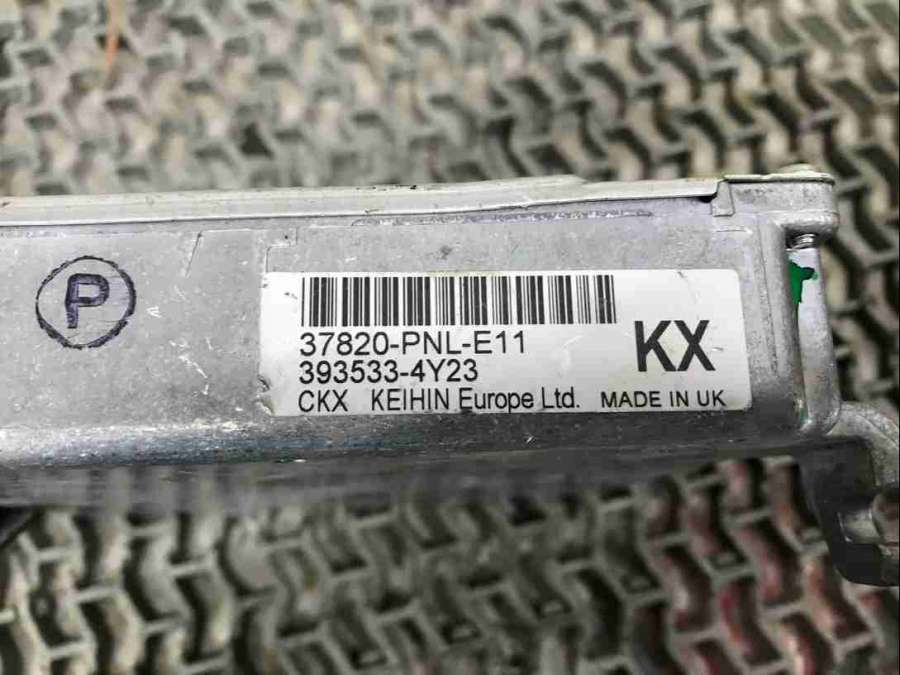 P
37820-PNL-E11
KX
393533-4Y23
CKX KEIHIN Europe Ltd. MADE IN UK